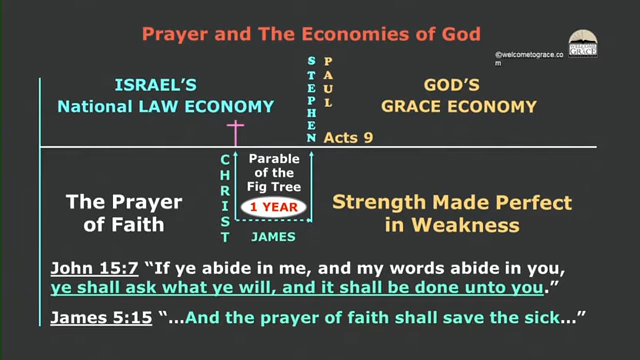 Prayer and The Economies of God
©welcometograce.co
m
ISRAEL'S
National LAW ECONOMY
STEPHEN
PAUL
Acts 9
GOD'S
GRACE ECONOMY
The Prayer
of Faith
CHRIST
Parable
of the
Fig Tree
1 YEAR
JAMES
Strength Made Perfect
in Weakness
John 15:7 “If ye abide in me, and my words abide in you,
ye shall ask what ye will, and it shall be done unto you.”
James 5:15 “...And the prayer of faith shall save the sick...”